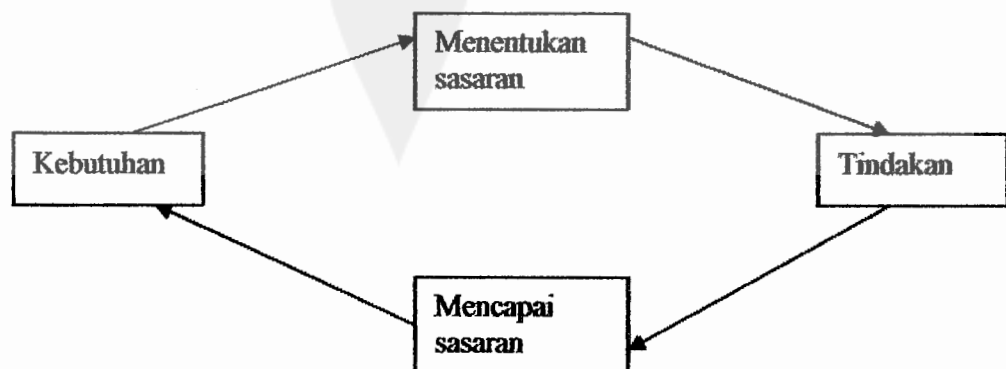 Menentukan
sasaran
Kebutuhan
Tindakan
Mencapai
sasaran